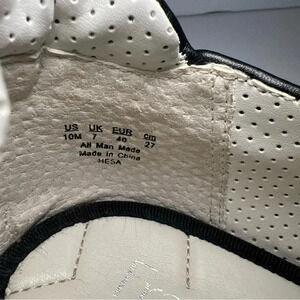 US UK EUR cm
10M 7 40 27
All Man Made
Made in China
HESA